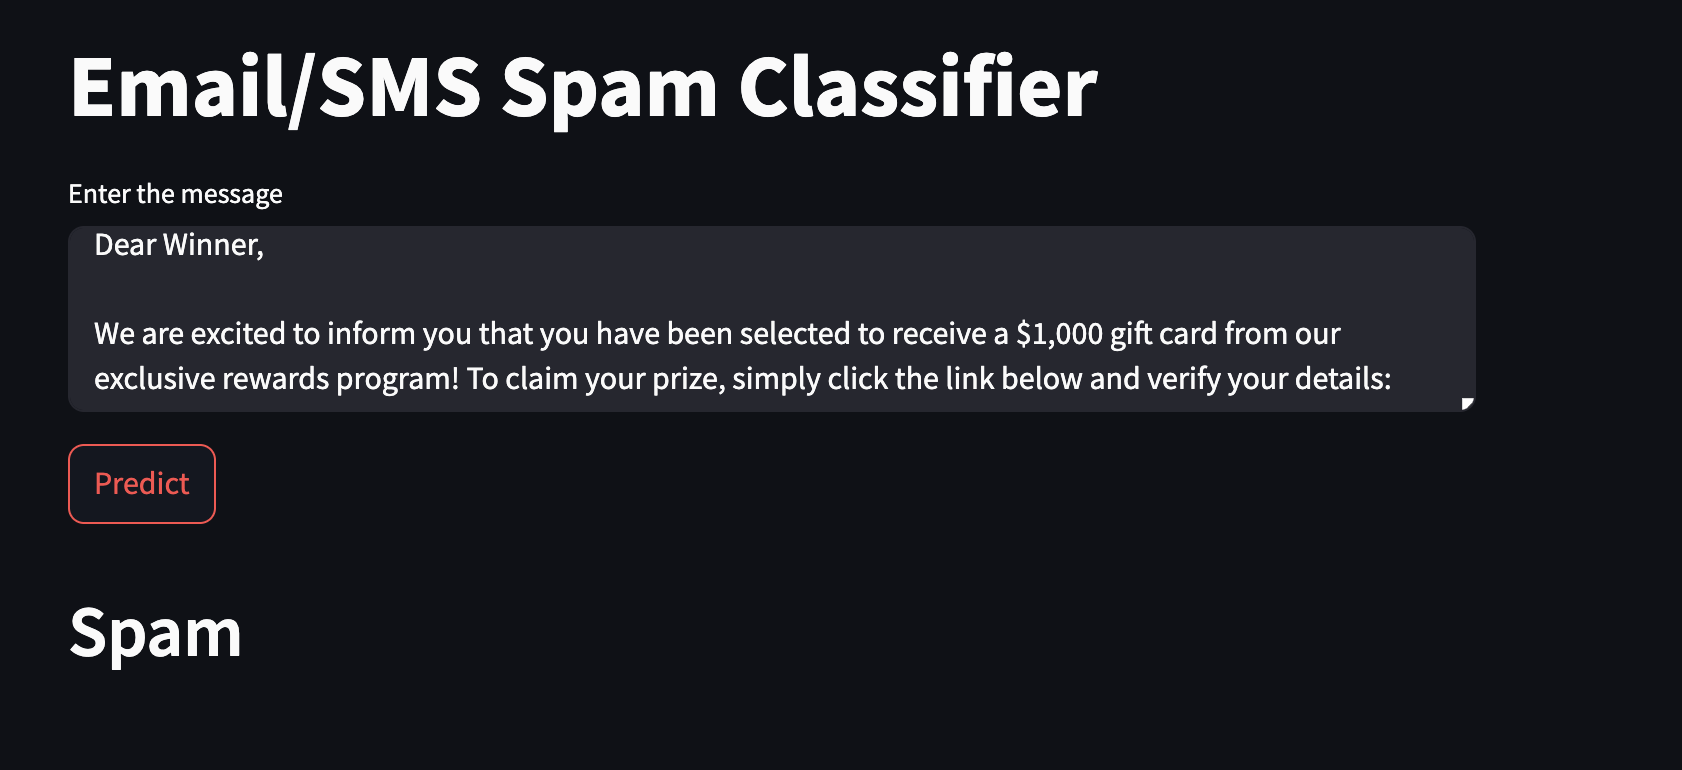 Email/SMS Spam Classifier
Enter the message
Dear Winner,
We are excited to inform you that you have been selected to receive a $1,000 gift card from our
exclusive rewards program! To claim your prize, simply click the link below and verify your details:
Predict
Spam